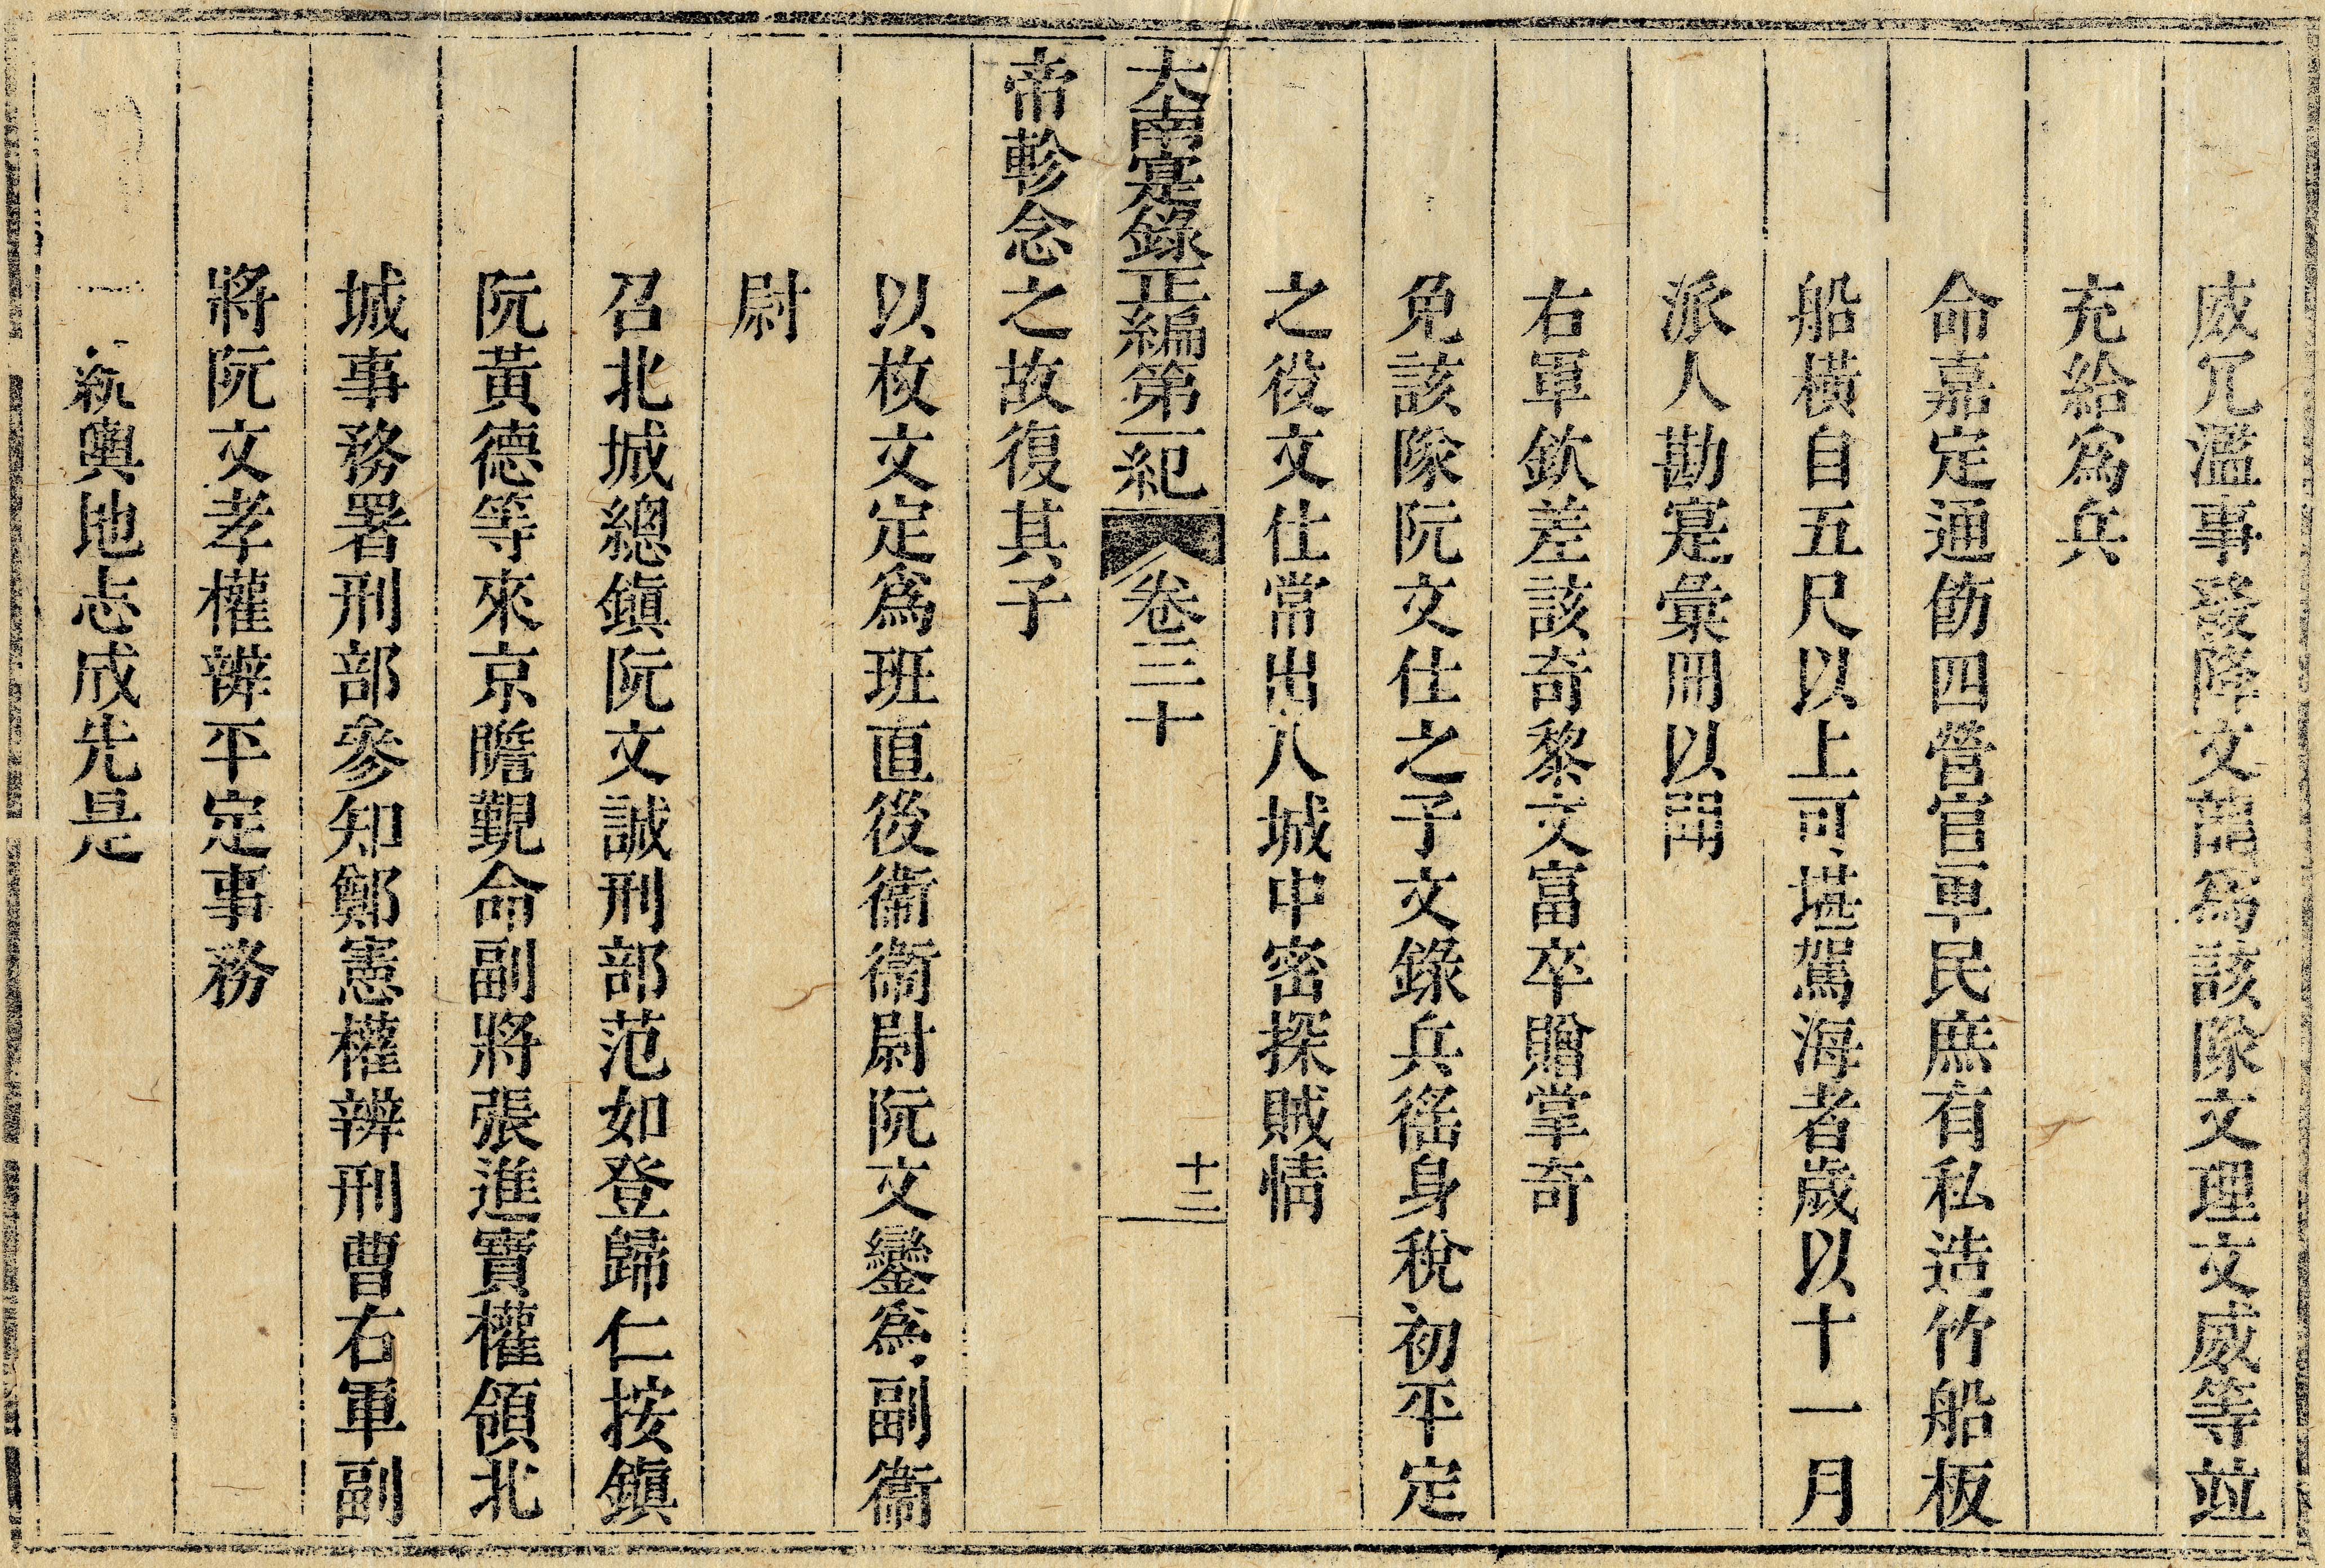 威冗濫事發降文龍爲該隊文理文威等竝
充給爲兵
命嘉定通飭四營官軍民庶有私造竹船板
船橫自五尺以上可堪駕海者歲以十一月
派人勘寔彙冊以聞
右軍欽差該奇黎文富卒贈掌奇
免該隊阮文仕之子文錄兵徭身稅初平定
之役文仕常出入城中密探賊情
大南寔錄正編第一紀 卷三十 十二
帝軫念之故復其子
以枚文定爲班直後衞衞尉阮文鑾爲副衞
尉
召北城總鎮阮文誠刑部范如登歸仁按鎮
阮黃德等來京瞻覲命副將張進寶權領北
城事務署刑部參知鄭憲權辨刑曹右軍副
將阮文孝權辨平定事務
一統輿地志成先是